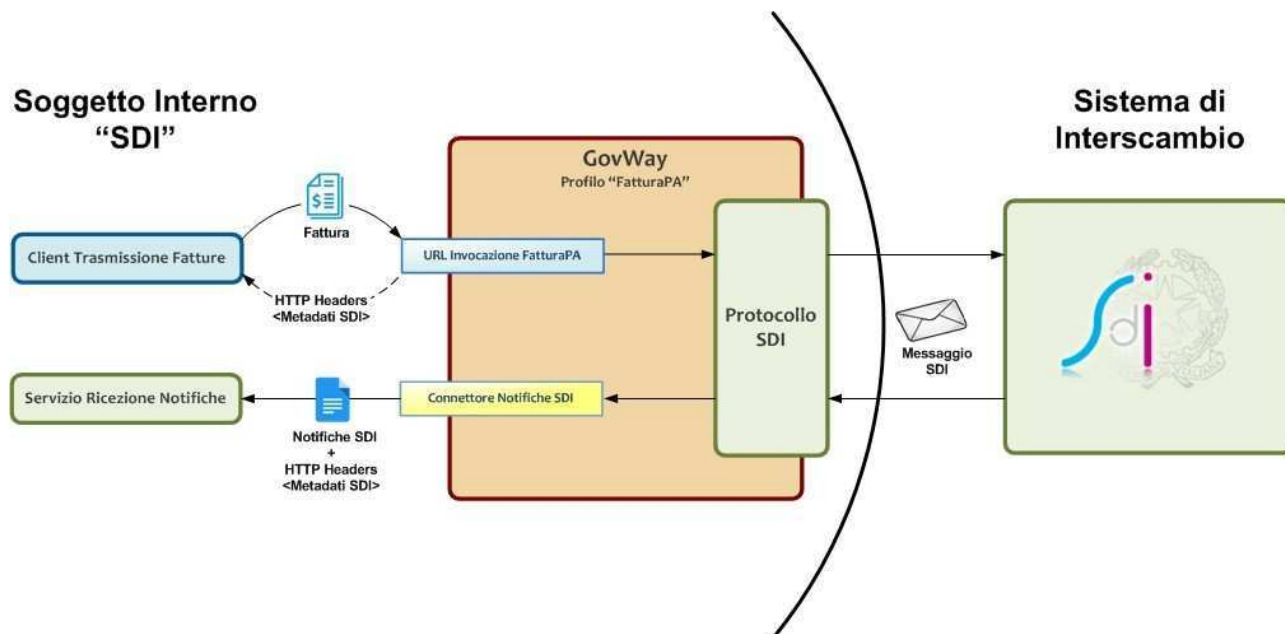 Soggetto Interno
“SDI”
Sistema di
Interscambio
GovWay
Profilo “FatturaPA”
Fattura
Client Trasmissione Fatture
URL Invocazione FatturaPA
HTTP Headers
<Metadati SDI>
Protocollo
SDI
Messaggio
SDI
sdi
Servizio Ricezione Notifiche
Connettore Notifiche SDI
Notifiche SDI
+
HTTP Headers
<Metadati SDI>